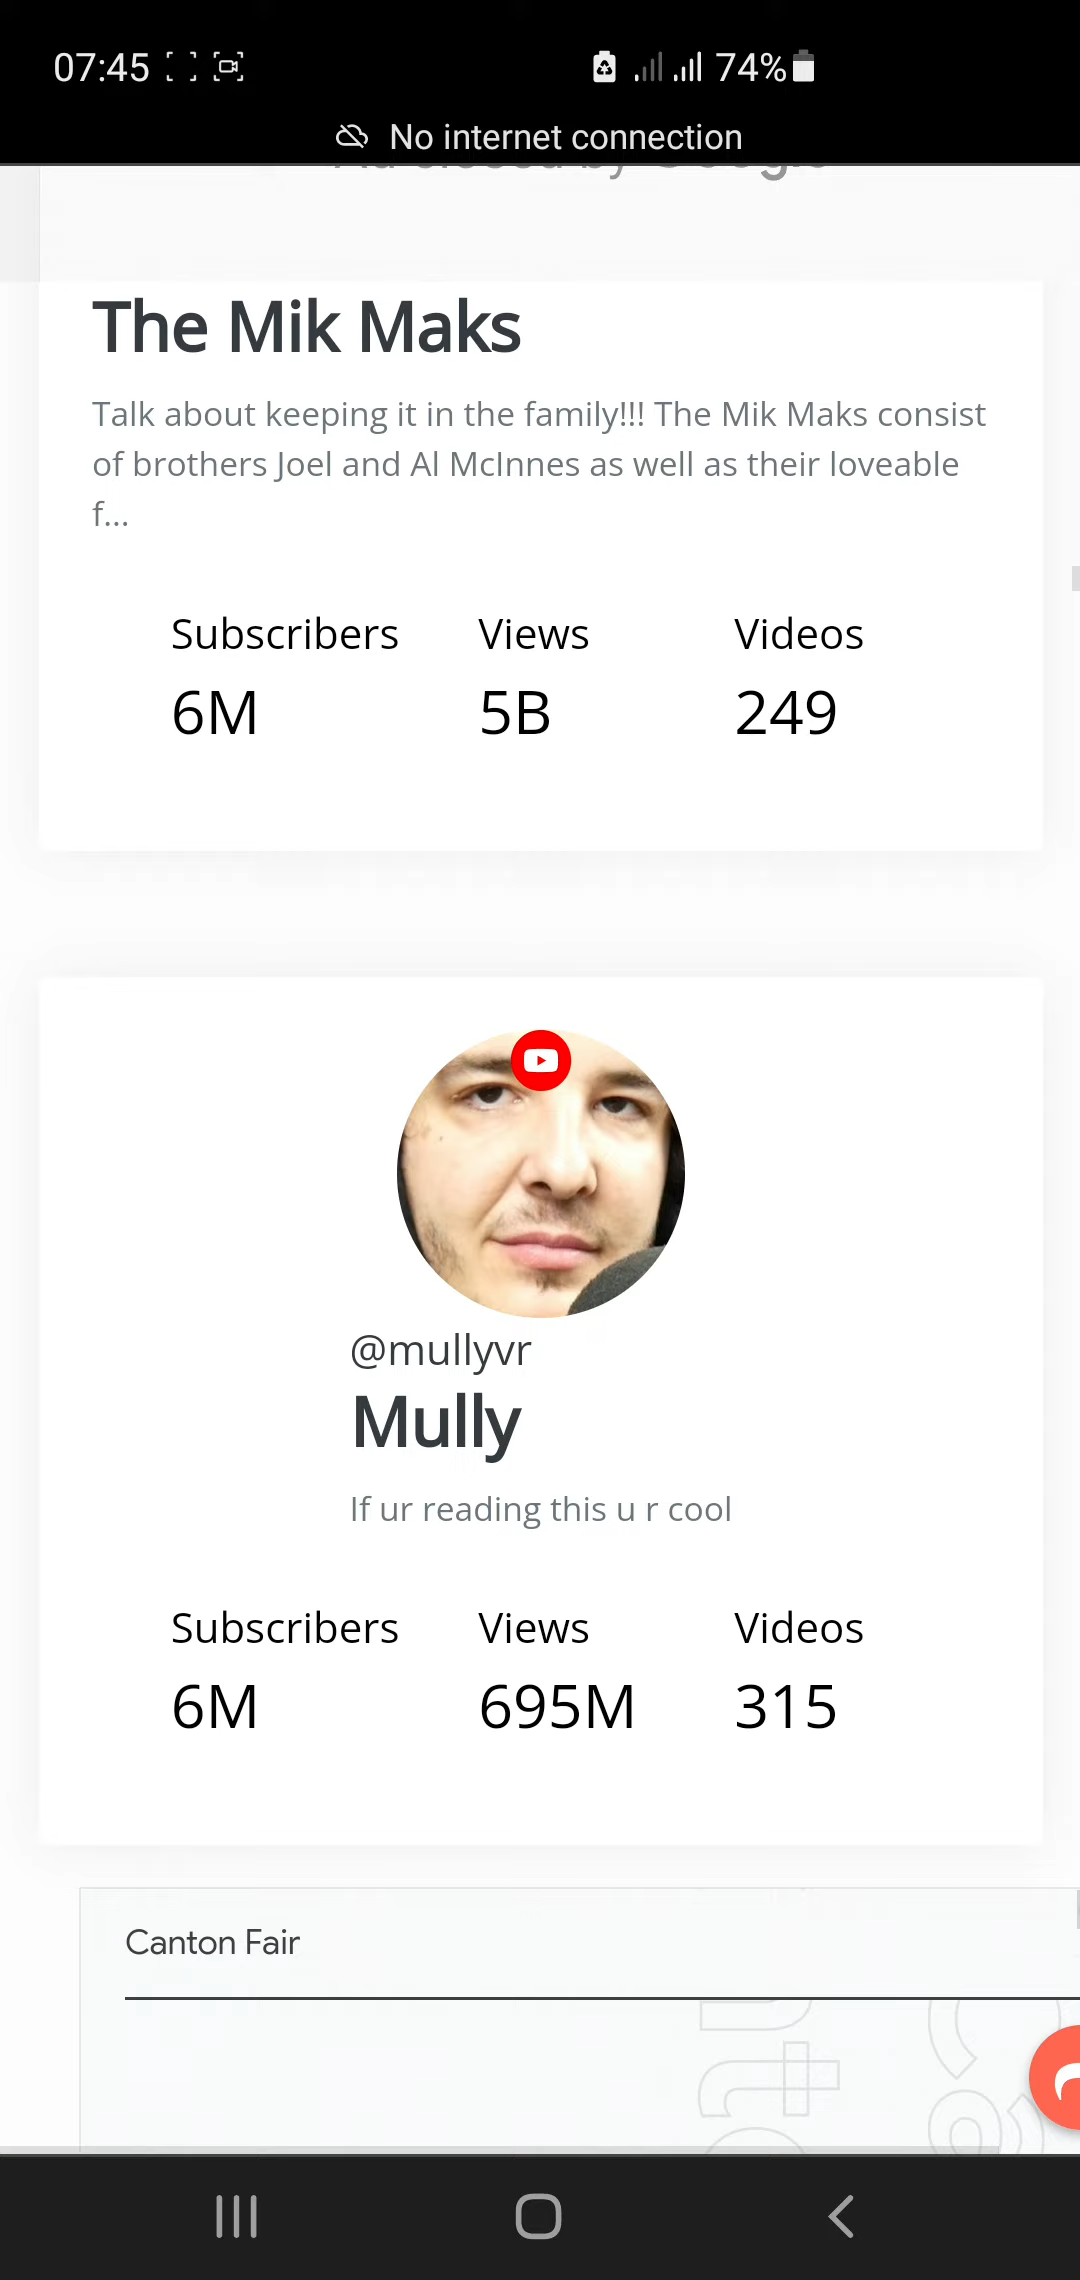 07:45
74%
No internet connection
The Mik Maks
Talk about keeping it in the family!!! The Mik Maks consist
of brothers Joel and Al McInnes as well as their loveable
f...
Subscribers Views Videos
6M 5B 249
@mullyvr
Mully
If ur reading this u r cool
Subscribers Views Videos
6M 695M 315
Canton Fair